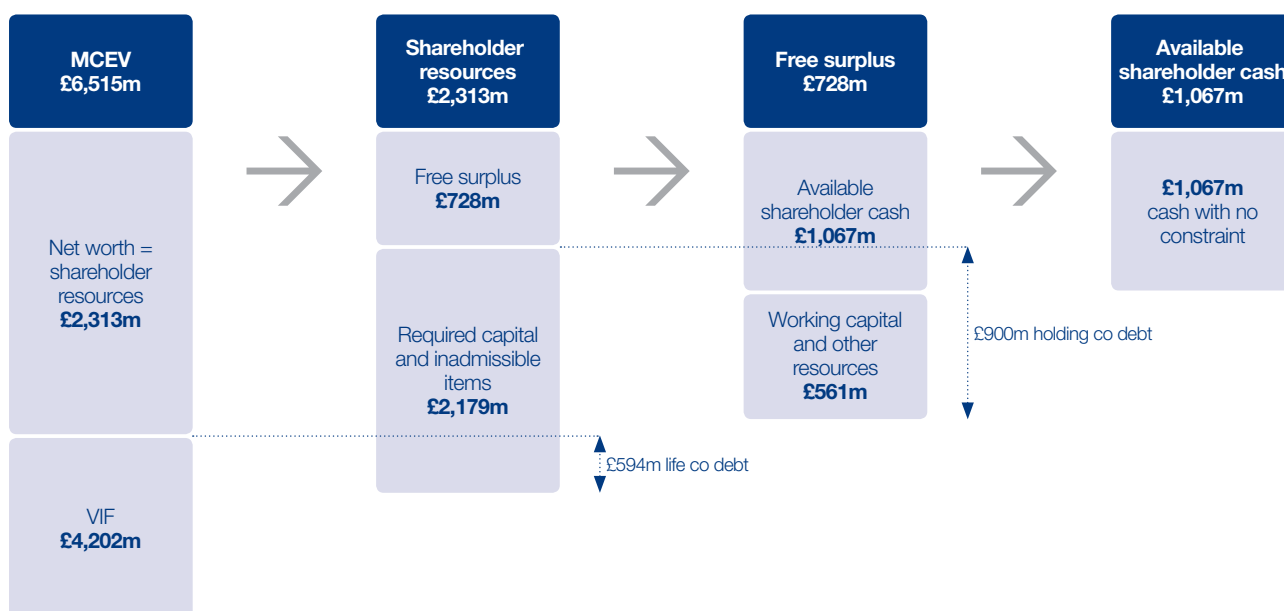 MCEV
£6,515m
Net worth =
shareholder
resources
£2,313m
VIF
£4,202m
Shareholder
resources
£2,313m
Free surplus
£728m
Required capital
and inadmissible
items
£2,179m
£594m life co debt
Free surplus
£728m
Available
shareholder cash
£1,067m
Working capital
and other
resources
£561m
£900m holding co debt
Available
shareholder cash
£1,067m
£1,067m
cash with no
constraint